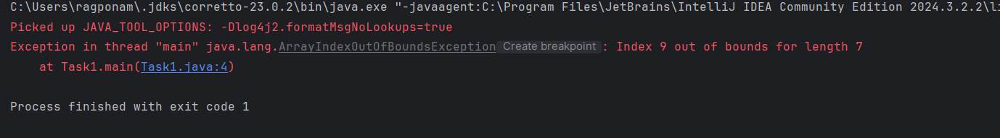 C:\Users\ragponam\.jdks\corretto-23.0.2\bin\java.exe "-javaagent:C:\Program Files\JetBrains\IntelliJ IDEA Community Edition 2024.3.2.2\li
Picked up JAVA_TOOL_OPTIONS: -Dlog4j2.formatMsgNoLookups=true
Exception in thread "main" java.lang.ArrayIndexOutOfBoundsException Create breakpoint : Index 9 out of bounds for length 7
    at Task1.main(Task1.java:4)
Process finished with exit code 1